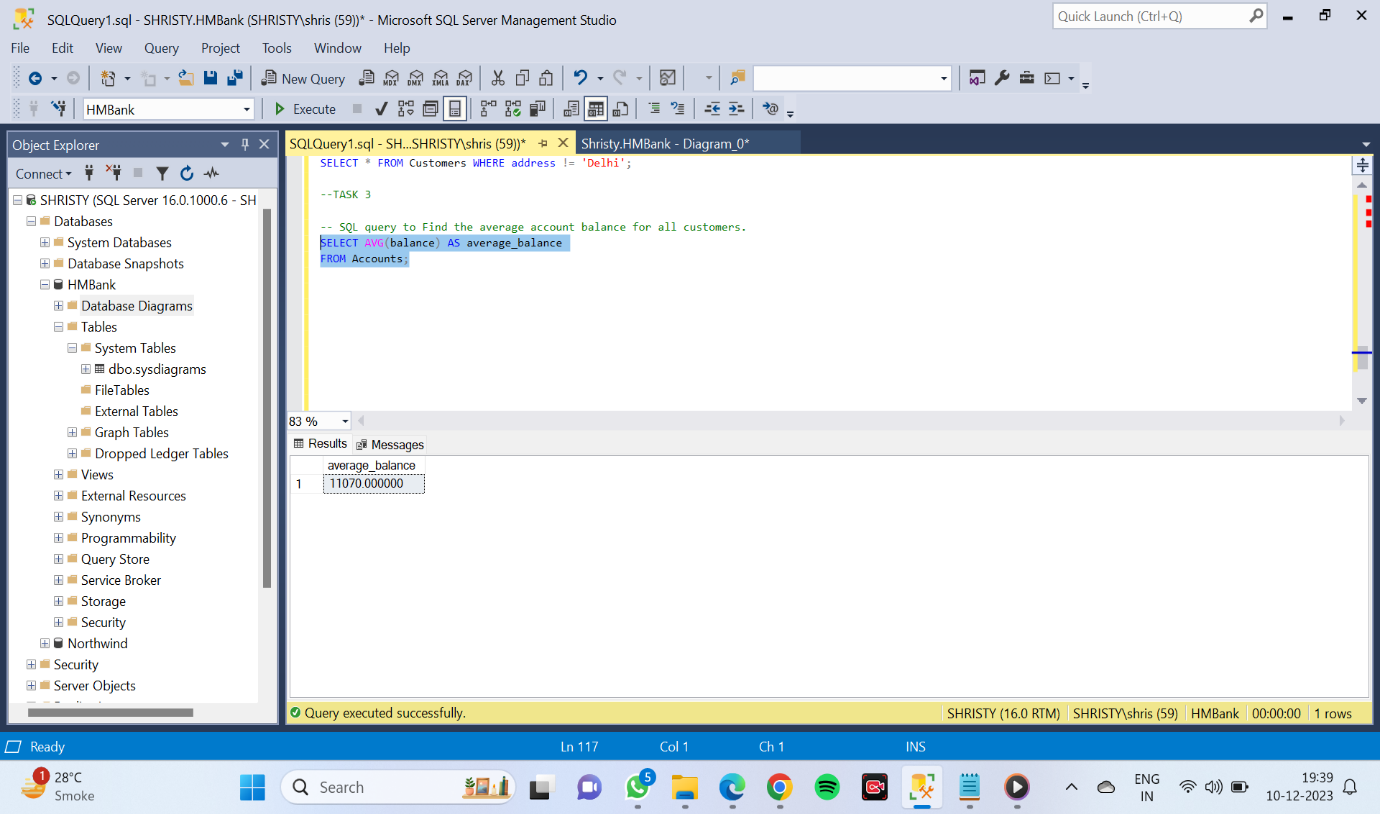 SQLQuery1.sql - SHRISTY.HMBank (SHRISTY\shris (59))* - Microsoft SQL Server Management Studio
Quick Launch (Ctrl+Q)
File Edit View Query Project Tools Window Help
New Query MDX DMX XMLA DAX
HMBank Execute
Object Explorer
Connect
SHRISTY (SQL Server 16.0.1000.6 - SH
Databases
System Databases
Database Snapshots
HMBank
Database Diagrams
Tables
System Tables
dbo.sysdiagrams
FileTables
External Tables
Graph Tables
Dropped Ledger Tables
Views
External Resources
Synonyms
Programmability
Query Store
Service Broker
Storage
Security
Northwind
Security
Server Objects
SQLQuery1.sql - SH...SHRISTY\shris (59))* Shristy.HMBank - Diagram_0*
SELECT * FROM Customers WHERE address != 'Delhi';
--TASK 3
-- SQL query to Find the average account balance for all customers.
SELECT AVG(balance) AS average_balance
FROM Accounts;
83 %
Results Messages
average_balance
1 11070.000000
Query executed successfully. SHRISTY (16.0 RTM) SHRISTY\shris (59) HMBank 00:00:00 1 rows
Ready Ln 117 Col 1 Ch 1 INS
1 28°C
Smoke
Search
5
ENG
IN
19:39
10-12-2023